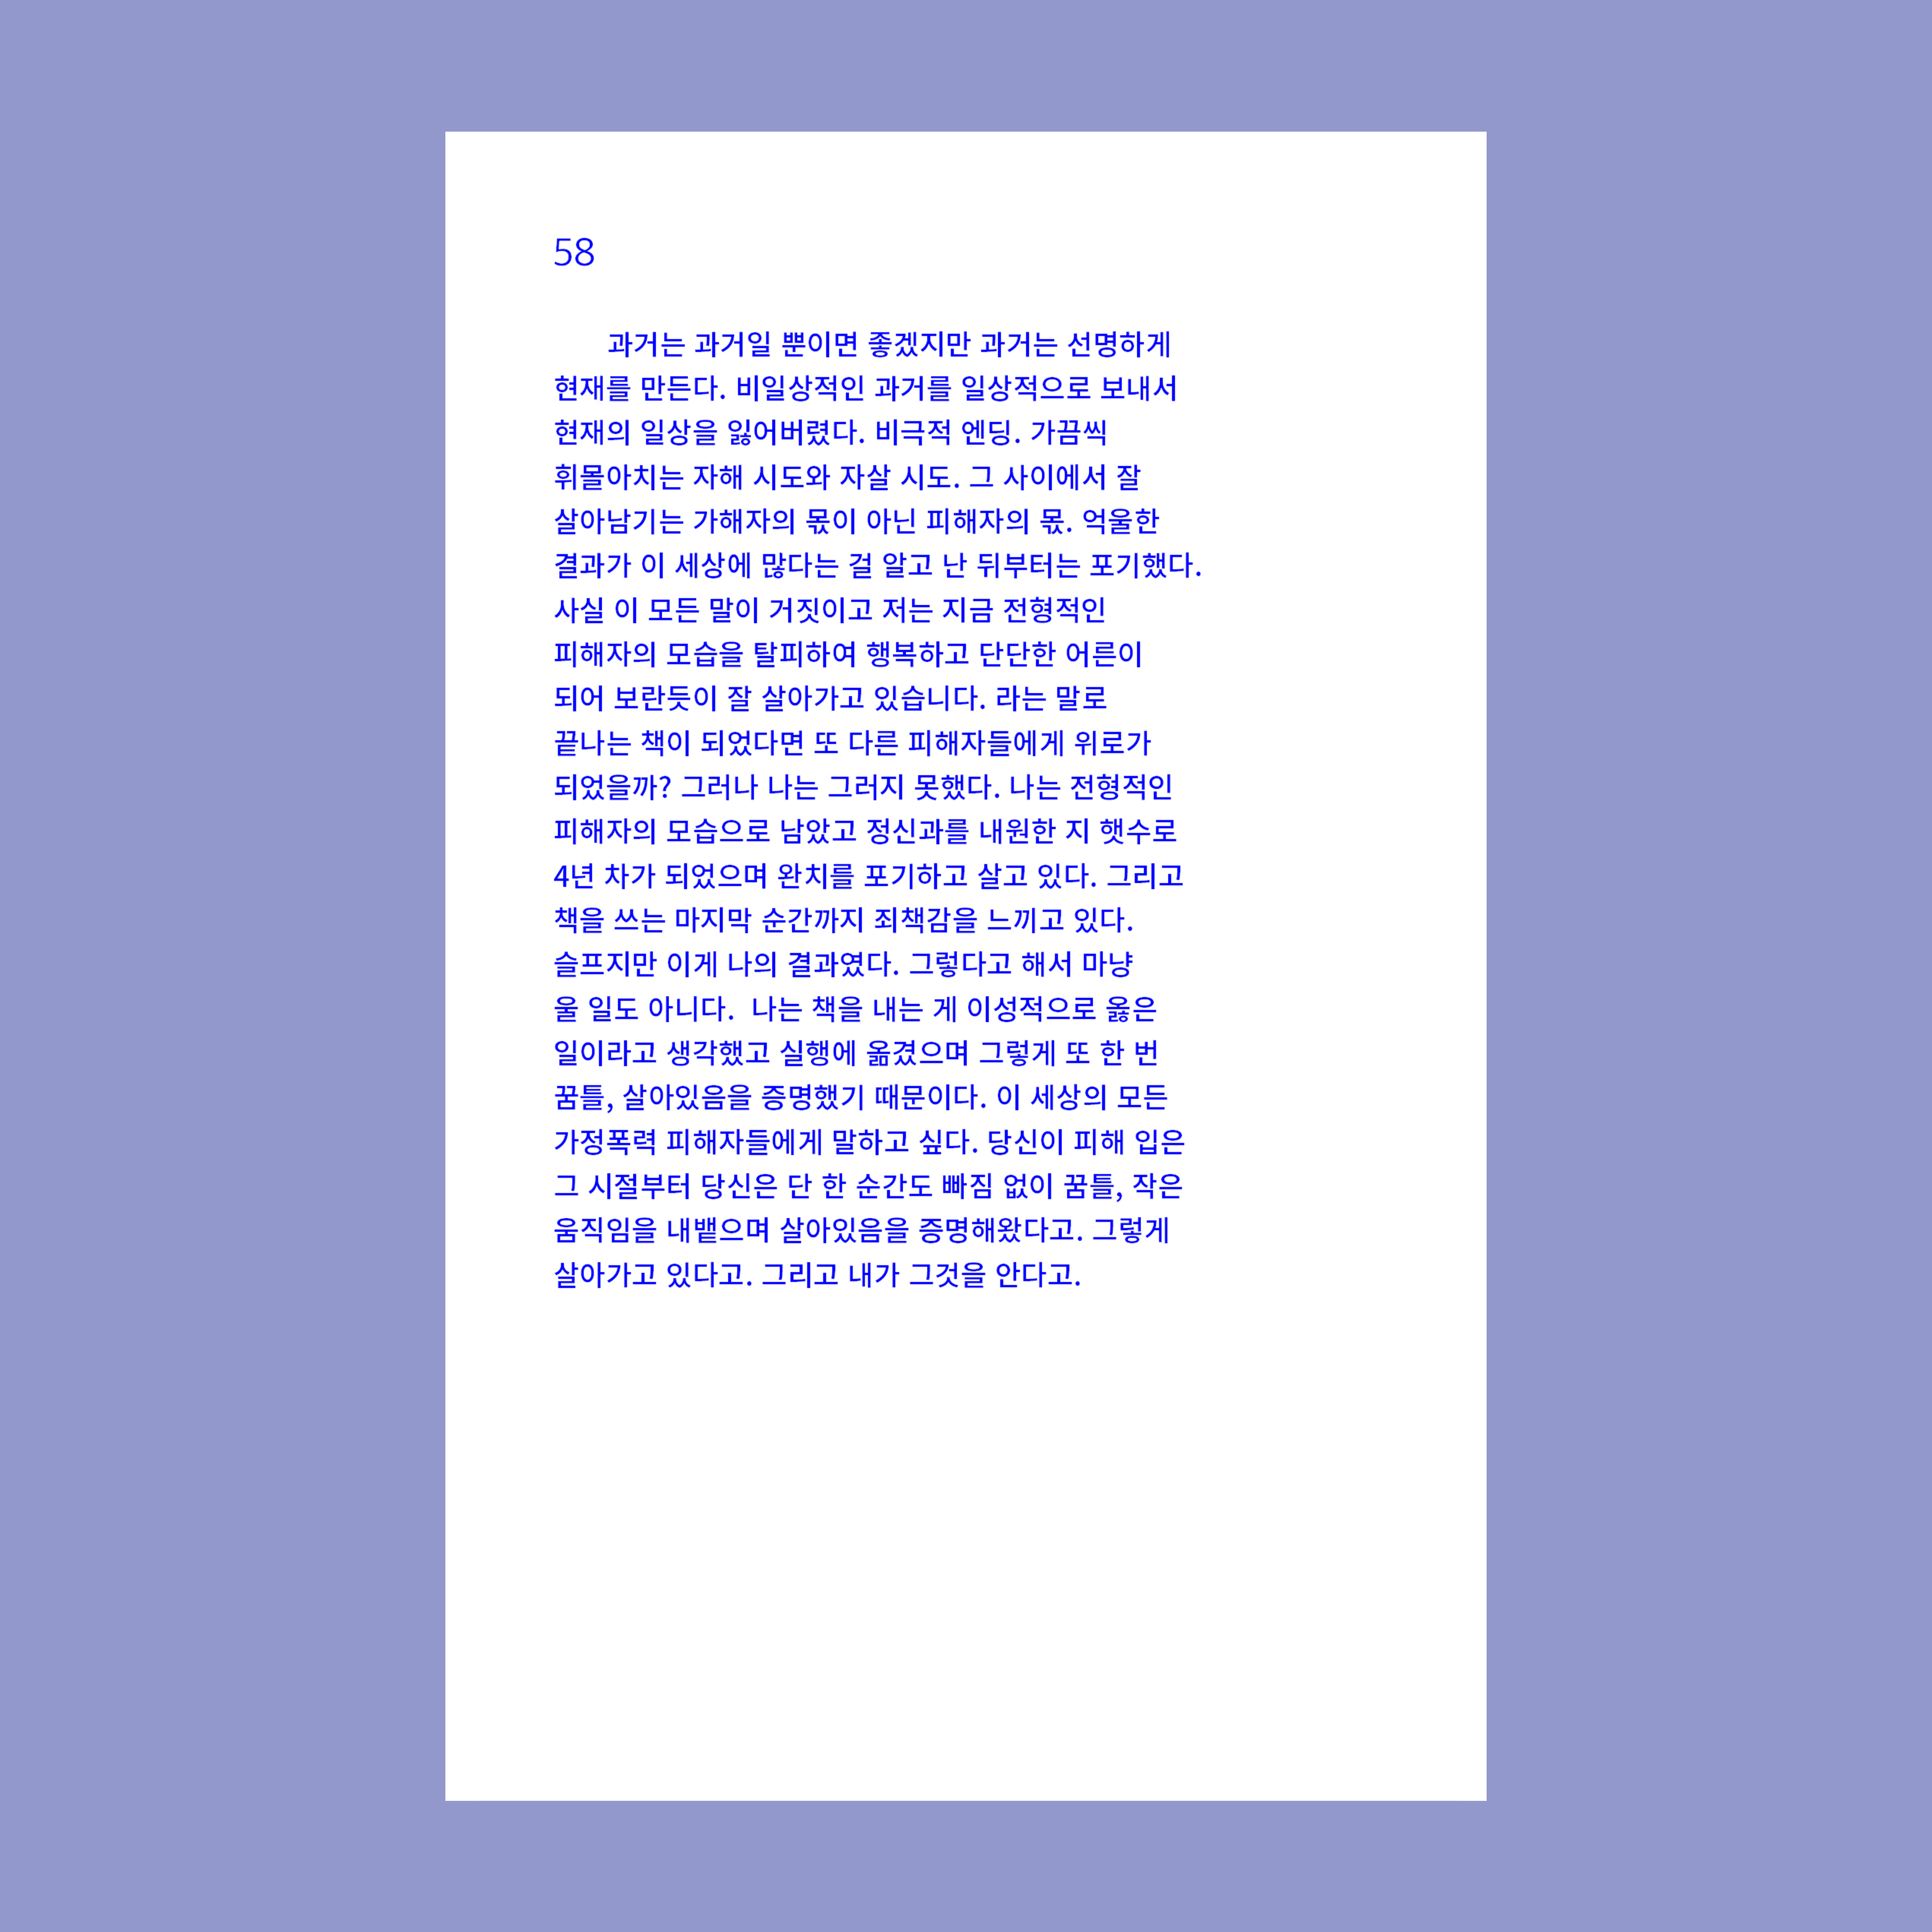 58
과거는 과거일 뿐이면 좋겠지만 과거는 선명하게
현재를 만든다. 비일상적인 과거를 일상적으로 보내서
현재의 일상을 잃어버렸다. 비극적 엔딩. 가끔씩
휘몰아치는 자해 시도와 자살 시도. 그 사이에서 잘
살아남기는 가해자의 몫이 아닌 피해자의 몫. 억울한
결과가 이 세상에 많다는 걸 알고 난 뒤부터는 포기했다.
사실 이 모든 말이 거짓이고 저는 지금 전형적인
피해자의 모습을 탈피하여 행복하고 단단한 어른이
되어 보란듯이 잘 살아가고 있습니다. 라는 말로
끝나는 책이 되었다면 또 다른 피해자들에게 위로가
되었을까? 그러나 나는 그러지 못했다. 나는 전형적인
피해자의 모습으로 남았고 정신과를 내원한 지 햇수로
4년 차가 되었으며 완치를 포기하고 살고 있다. 그리고
책을 쓰는 마지막 순간까지 죄책감을 느끼고 있다.
슬프지만 이게 나의 결과였다. 그렇다고 해서 마냥
울 일도 아니다.  나는 책을 내는 게 이성적으로 옳은
일이라고 생각했고 실행에 옮겼으며 그렇게 또 한 번
꿈틀, 살아있음을 증명했기 때문이다. 이 세상의 모든
가정폭력 피해자들에게 말하고 싶다. 당신이 피해 입은
그 시절부터 당신은 단 한 순간도 빠짐 없이 꿈틀, 작은
움직임을 내뱉으며 살아있음을 증명해왔다고. 그렇게
살아가고 있다고. 그리고 내가 그것을 안다고.